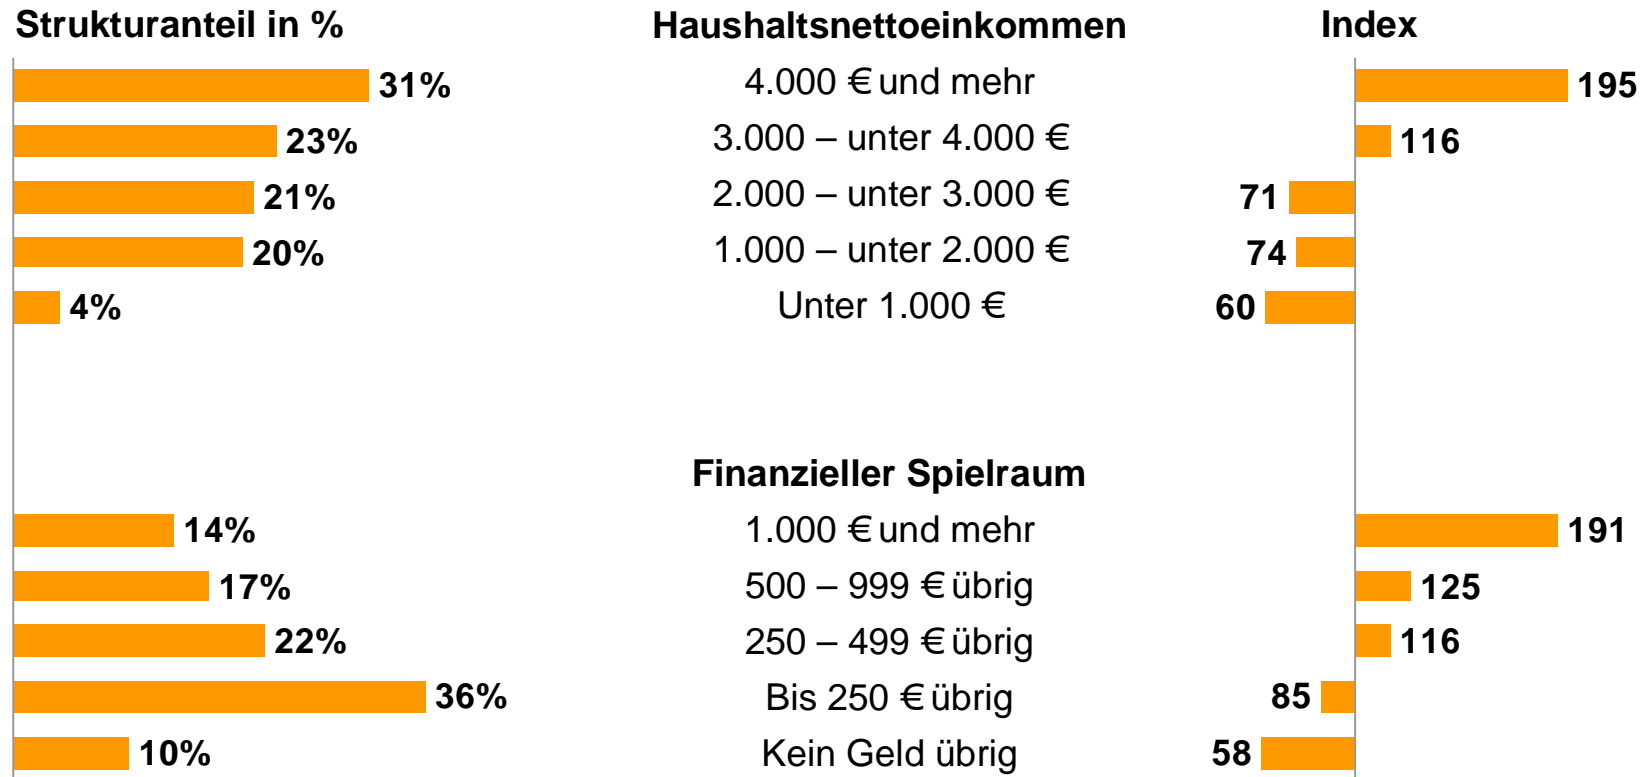 Strukturanteil in % Haushaltsnettoeinkommen Index
31% 4.000 € und mehr 195
23% 3.000 – unter 4.000 € 116
21% 2.000 – unter 3.000 € 71
20% 1.000 – unter 2.000 € 74
4% Unter 1.000 € 60
Finanzieller Spielraum
14% 1.000 € und mehr 191
17% 500 – 999 € übrig 125
22% 250 – 499 € übrig 116
36% Bis 250 € übrig 85
10% Kein Geld übrig 58